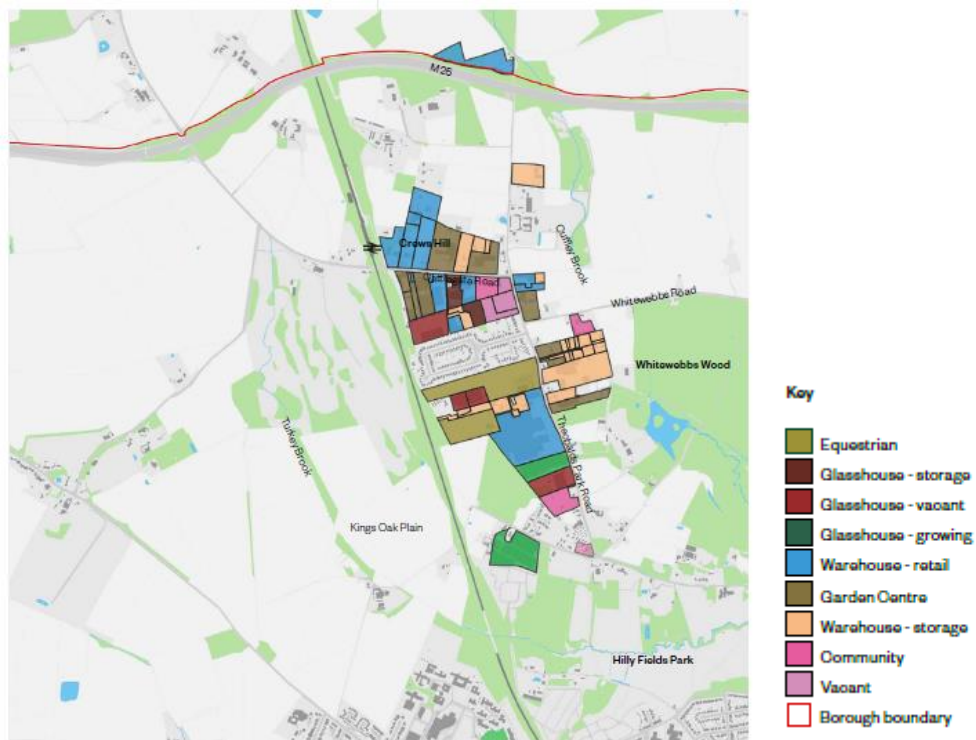 M25
Crews Hill
Cuffley Brook
Whitewebbs Road
Whitewebbs Wood
Theobalds Park Road
Turkey Brook
Kings Oak Plain
Hilly Fields Park
Key
Equestrian
Glasshouse - storage
Glasshouse - vacant
Glasshouse - growing
Warehouse - retail
Garden Centre
Warehouse - storage
Community
Vacant
Borough boundary